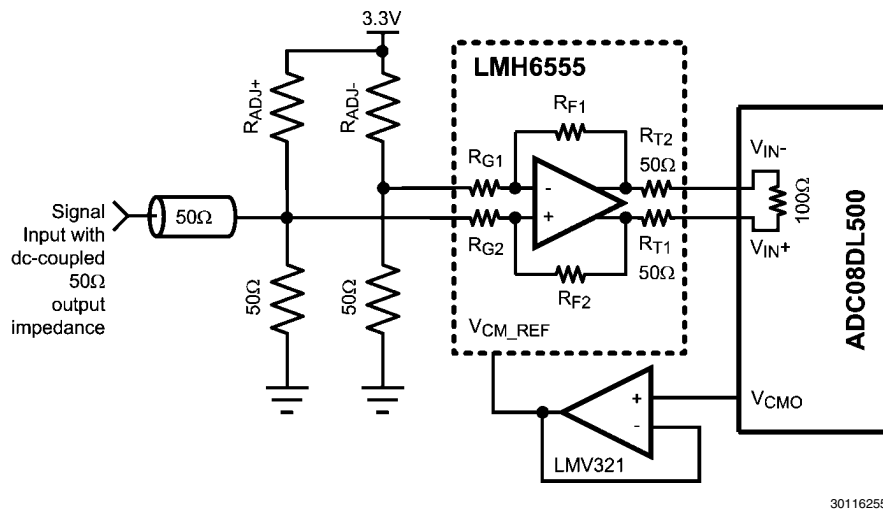 3.3V
LMH6555
RADJ+
RADJ-
RF1
RT2
50Ω
RG1
-
+
RG2
RT1
50Ω
RF2
VCM_REF
Signal
Input with
dc-coupled
50Ω
output
impedance
50Ω
50Ω
50Ω
VIN-
100Ω
VIN+
ADC08DL500
VCMO
+
-
LMV321
30116255